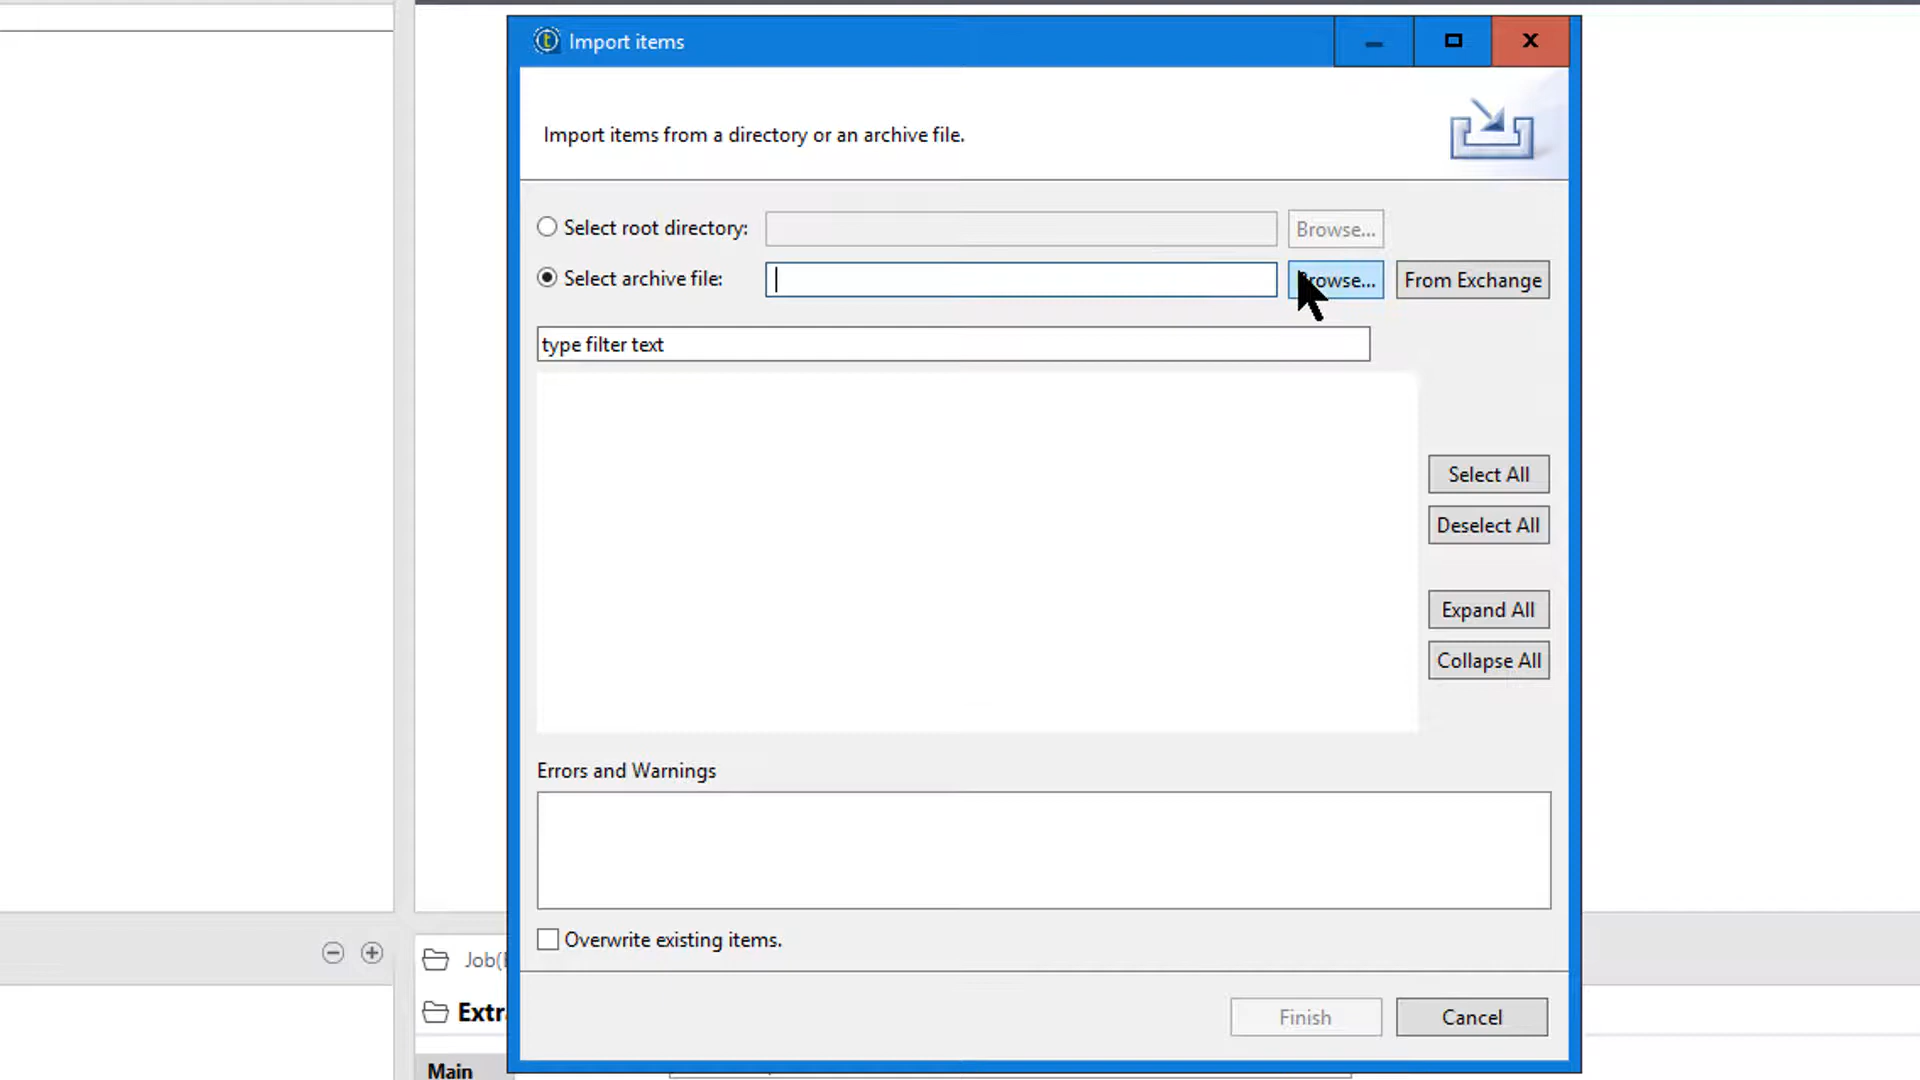 Import items
Import items from a directory or an archive file.
Select root directory: Browse...
Select archive file: Browse... From Exchange
type filter text
Select All
Deselect All
Expand All
Collapse All
Errors and Warnings
Overwrite existing items.
Job(
Extr
Finish Cancel
Main